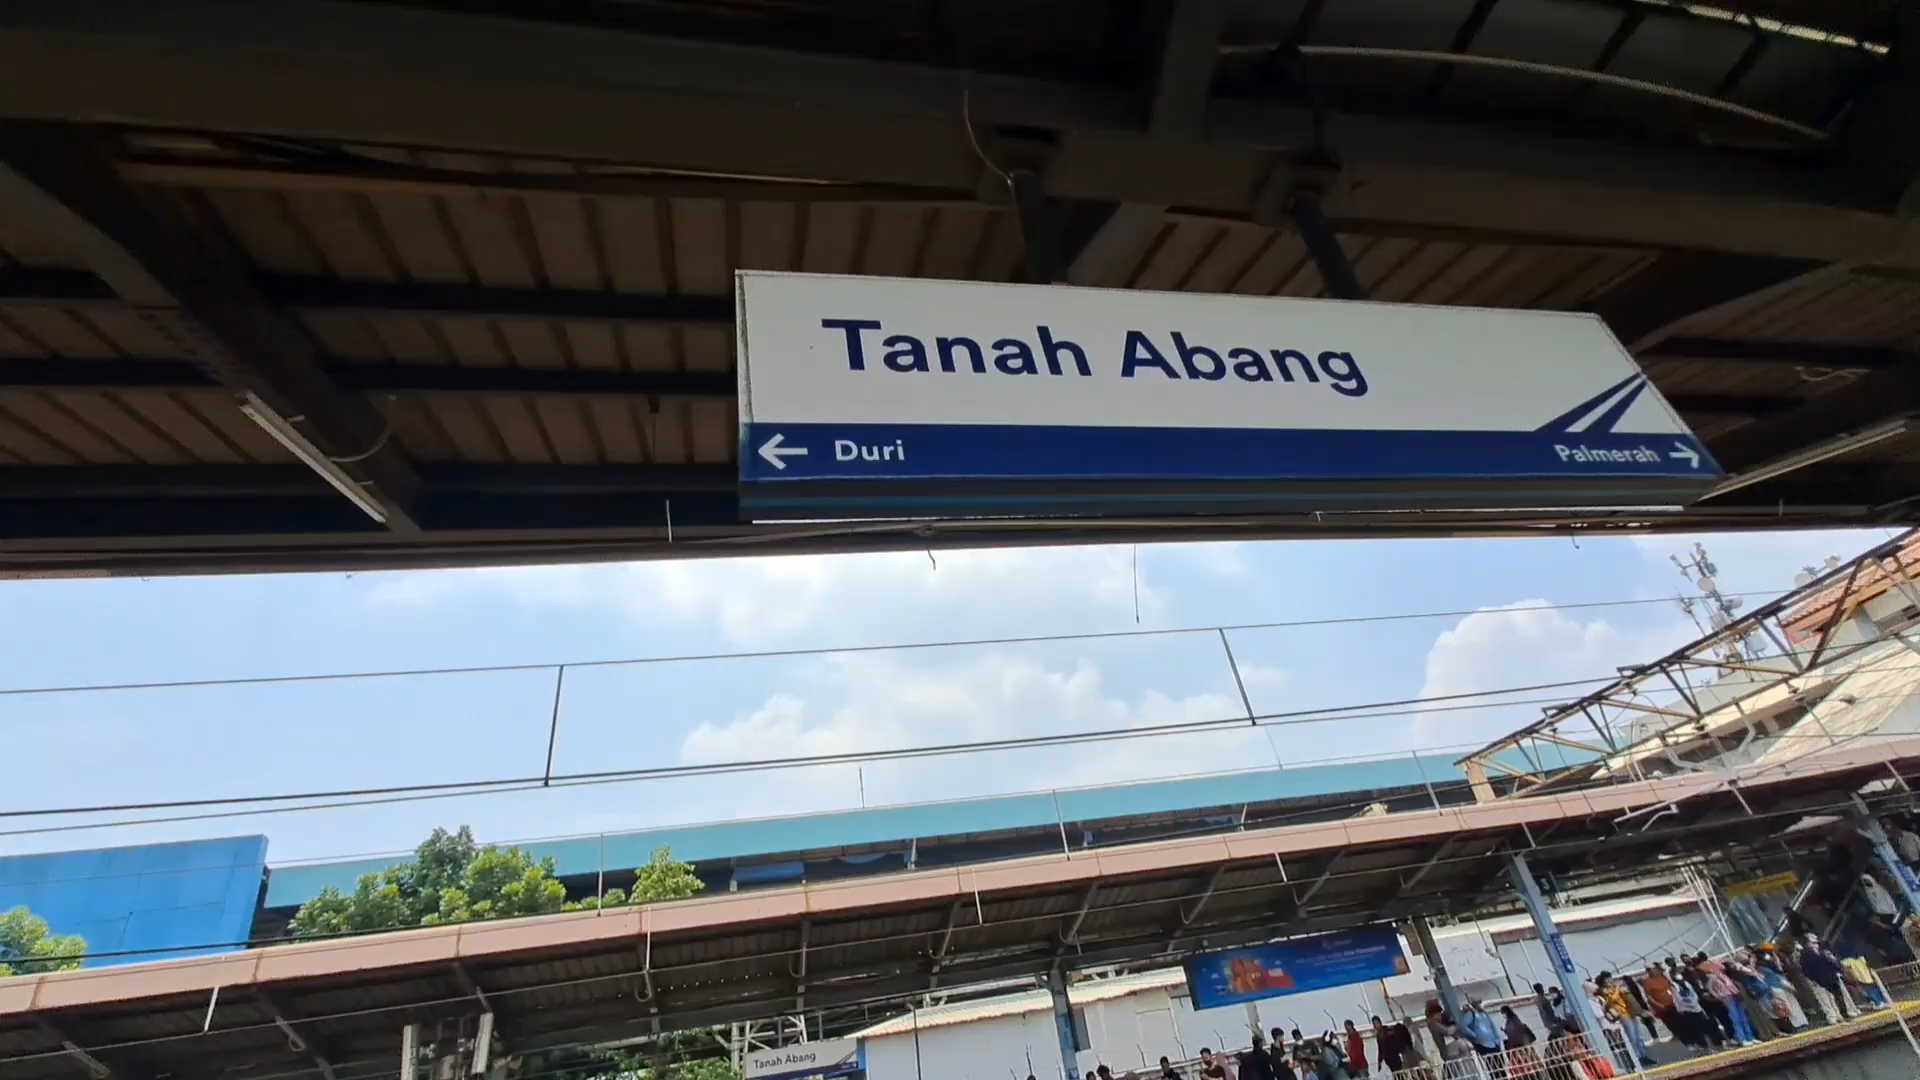 Tanah Abang
← Duri
Palmerah →
Tanah Abang